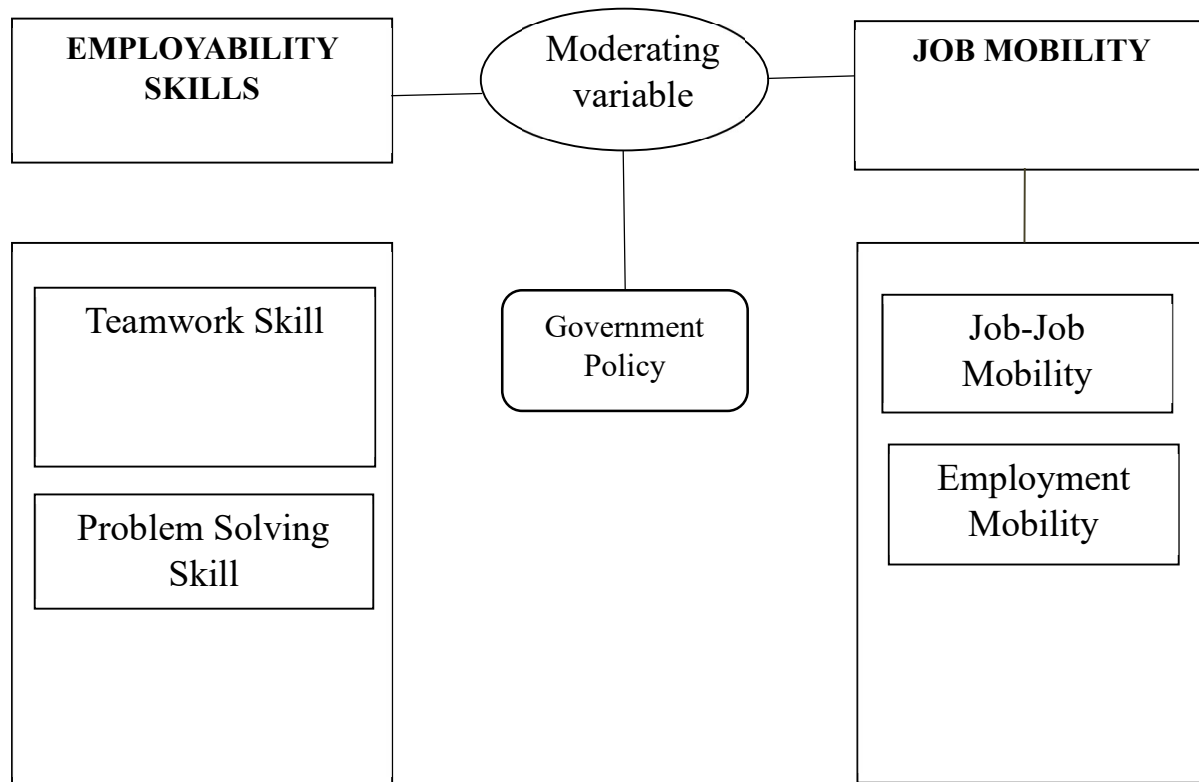 EMPLOYABILITY
SKILLS
Moderating
variable
JOB MOBILITY
Teamwork Skill
Problem Solving
Skill
Government
Policy
Job-Job
Mobility
Employment
Mobility